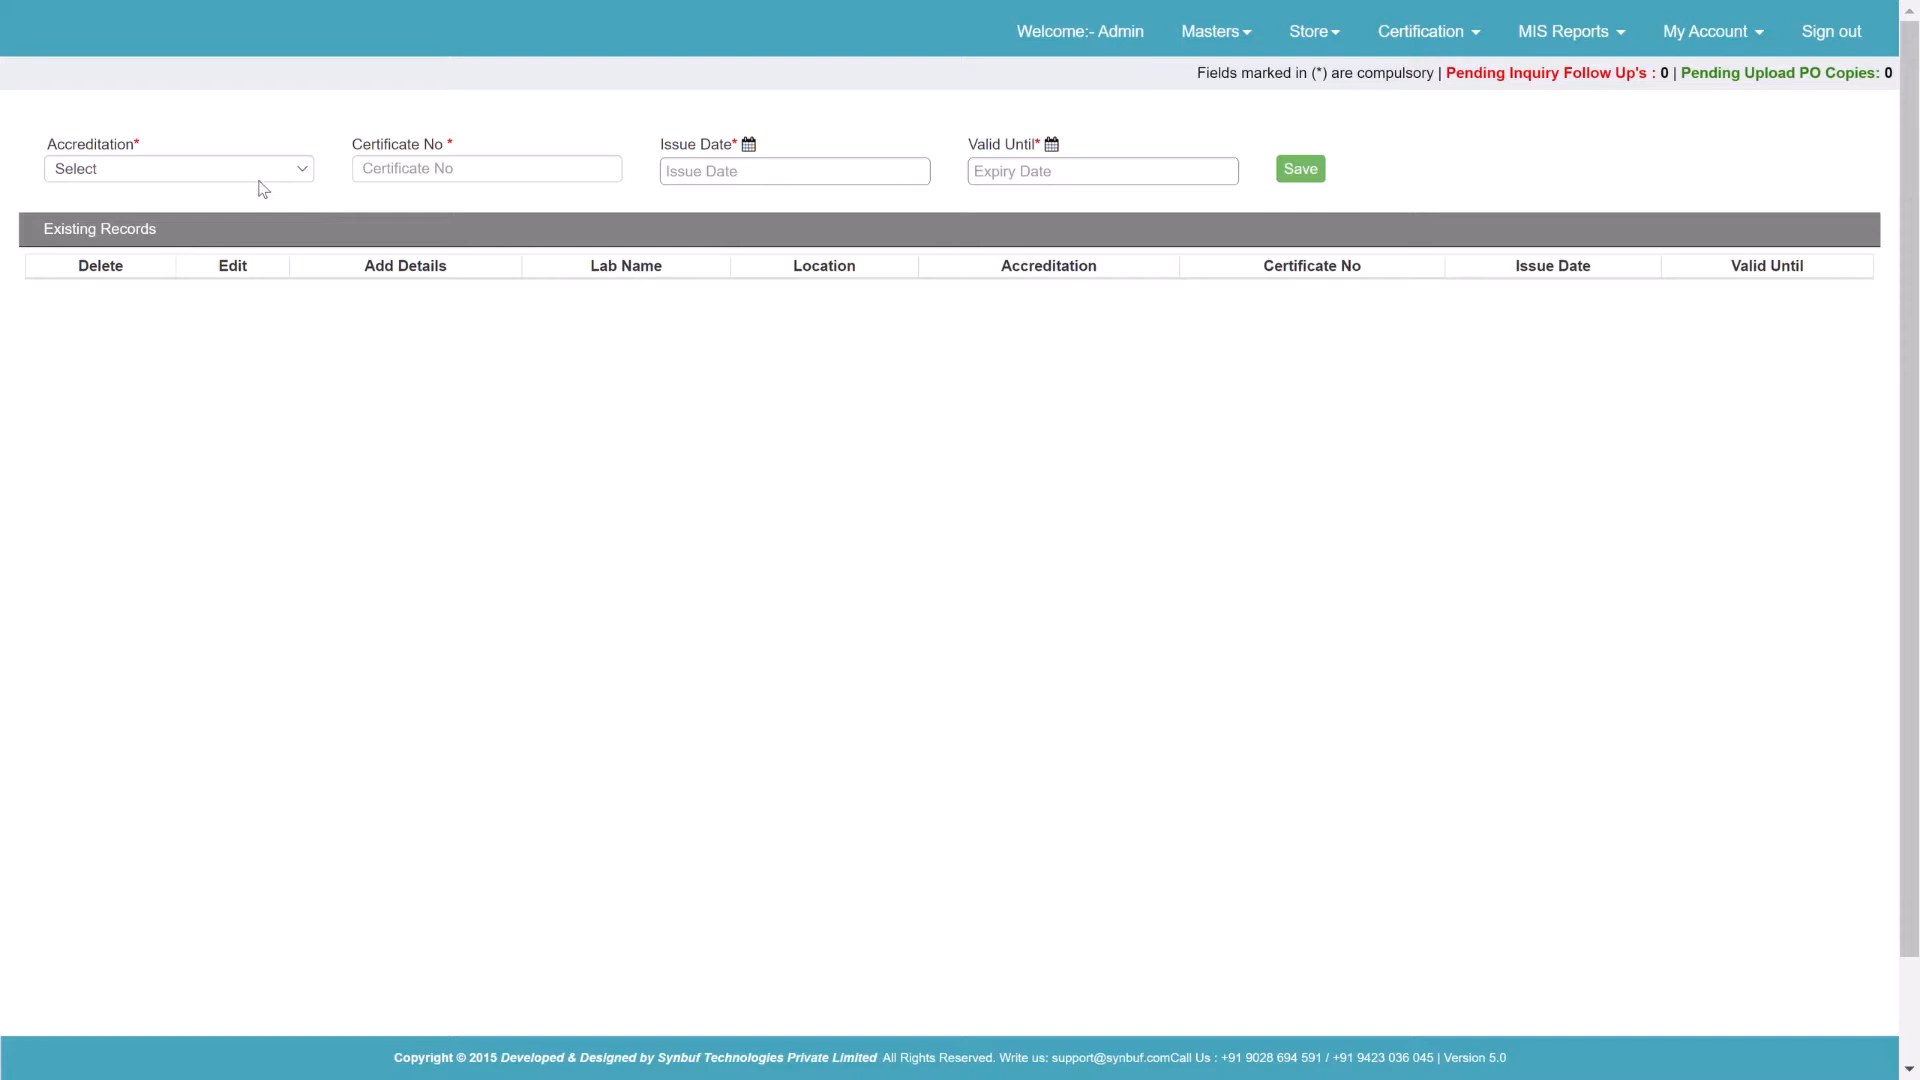 Welcome:- Admin Masters Store Certification MIS Reports My Account Sign out
Fields marked in (*) are compulsory | Pending Inquiry Follow Up's : 0 | Pending Upload PO Copies: 0
Accreditation* Certificate No * Issue Date* Valid Until*
Select Certificate No Issue Date Expiry Date Save
Existing Records
Delete Edit Add Details Lab Name Location Accreditation Certificate No Issue Date Valid Until
Copyright © 2015 Developed & Designed by Synbuf Technologies Private Limited All Rights Reserved. Write us: support@synbuf.comCall Us : +91 9028 694 591 / +91 9423 036 045 | Version 5.0